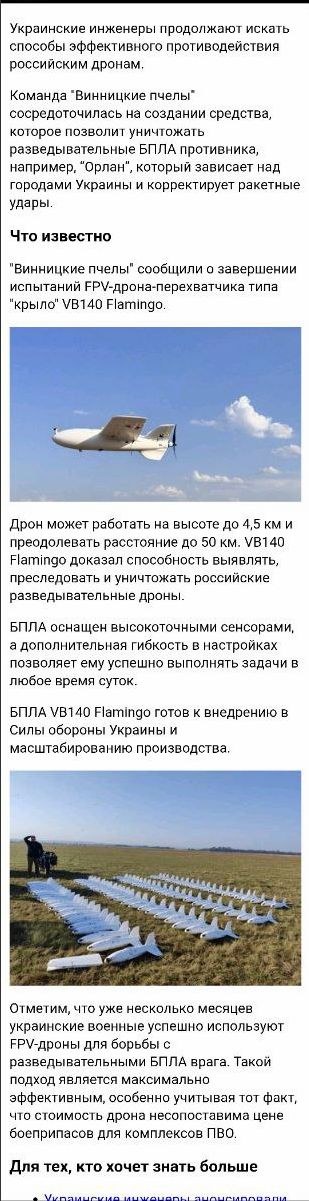 Украинские инженеры продолжают искать
способы эффективного противодействия
российским дронам.
Команда "Винницкие пчелы"
сосредоточилась на создании средства,
которое позволит уничтожать
разведывательные БПЛА противника,
например, "Орлан", который зависает над
городами Украины и корректирует ракетные
удары.
Что известно
"Винницкие пчелы" сообщили о завершении
испытаний FPV-дрона-перехватчика типа
"крыло" VB140 Flamingo.
Дрон может работать на высоте до 4,5 км и
преодолевать расстояние до 50 км. VB140
Flamingo доказал способность выявлять,
преследовать и уничтожать российские
разведывательные дроны.
БПЛА оснащен высокоточными сенсорами,
а дополнительная гибкость в настройках
позволяет ему успешно выполнять задачи в
любое время суток.
БПЛА VB140 Flamingo готов к внедрению в
Силы обороны Украины и
масштабированию производства.
Отметим, что уже несколько месяцев
украинские военные успешно используют
FPV-дроны для борьбы с
разведывательными БПЛА врага. Такой
подход является максимально
эффективным, особенно учитывая тот факт,
что стоимость дрона несопоставима цене
боеприпасов для комплексов ПВО.
Для тех, кто хочет знать больше
• Украинские инженеры анонсировали